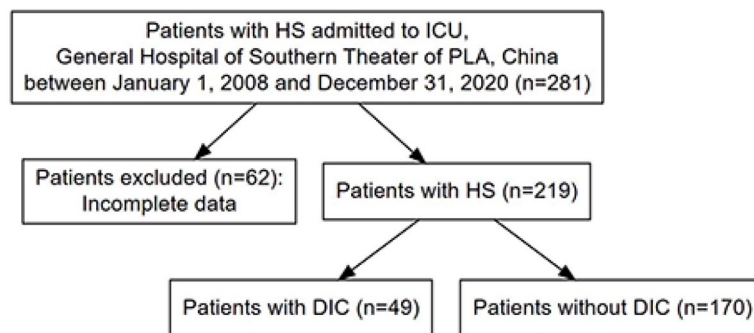 Patients with HS admitted to ICU,
General Hospital of Southern Theater of PLA, China
between January 1, 2008 and December 31, 2020 (n=281)
Patients excluded (n=62):
Incomplete data
Patients with HS (n=219)
Patients with DIC (n=49)
Patients without DIC (n=170)